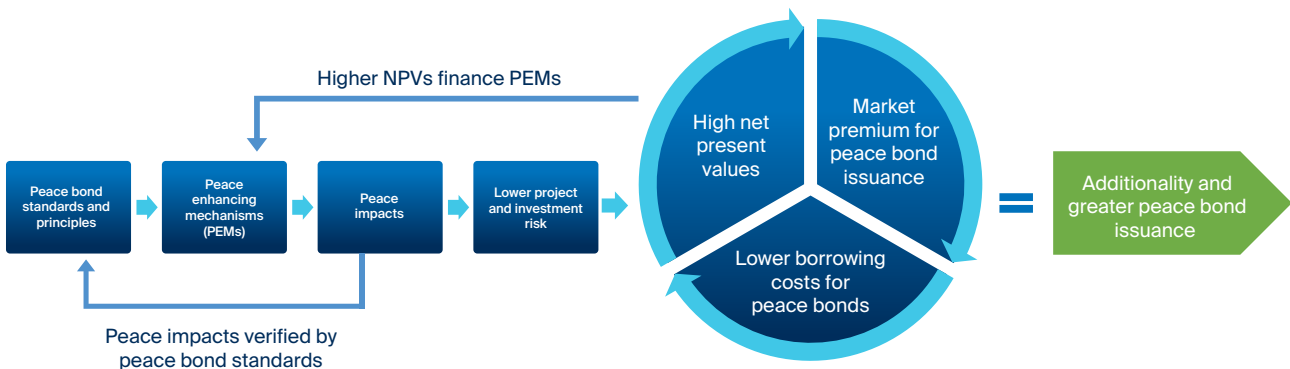 Higher NPVs finance PEMs
Peace bond
standards and
principles
Peace
enhancing
mechanisms
(PEMs)
Peace
impacts
Lower project
and investment
risk
High net
present
values
Market
premium for
peace bond
issuance
Lower borrowing
costs for
peace bonds
=
Additionality and
greater peace bond
issuance
Peace impacts verified by
peace bond standards